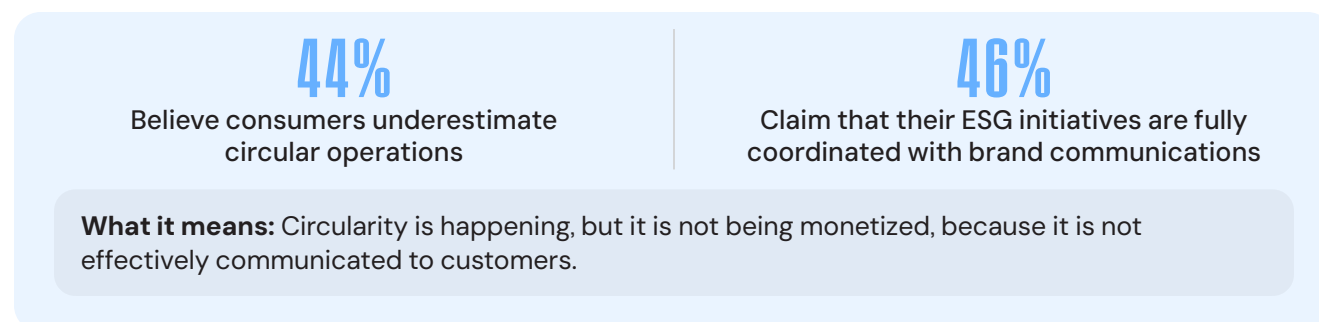 44%
Believe consumers underestimate
circular operations
46%
Claim that their ESG initiatives are fully
coordinated with brand communications
What it means: Circularity is happening, but it is not being monetized, because it is not
effectively communicated to customers.